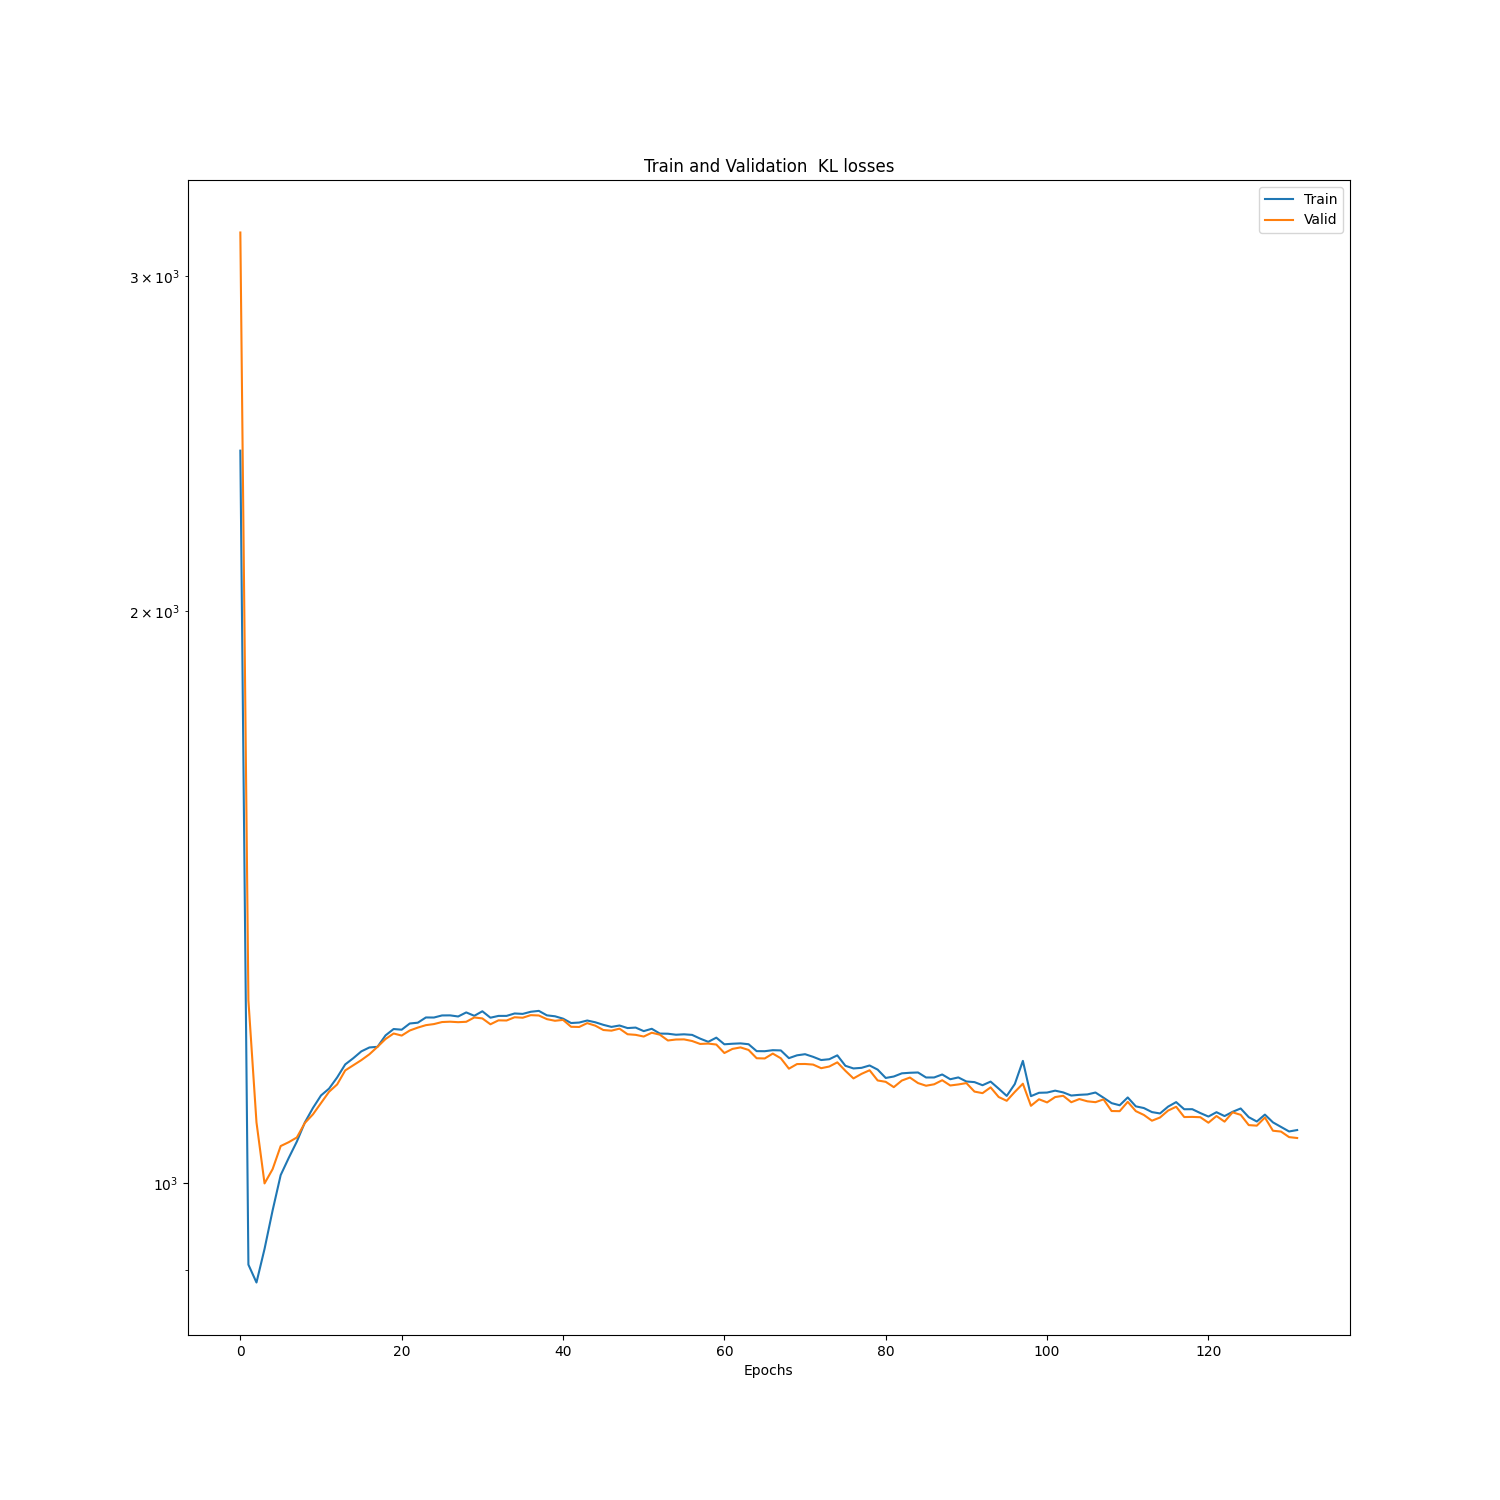 Train and Validation  KL losses
Train
Valid
3 × 10³
2 × 10³
10³
0 20 40 60 80 100 120
Epochs